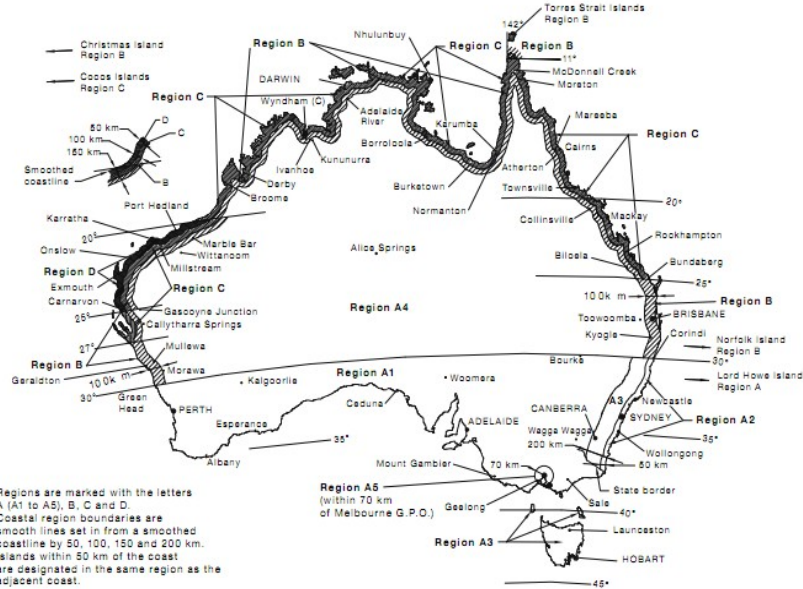 Torres Strait Islands
Region B
142°
Nhulunbuy
Christmas Island
Region B
Region B
Region C
Region B
11°
McDonnell Creek
Moreton
Cocos Islands
Region C
DARWIN
Region C
Wyndham (C)
D
50 km
C
100 km
150 km
Smoothed
coastline
B
Adelaide
River
Karumba
Mareeba
Region C
Cairns
Borroloola
Kununurra
Ivanhoe
Atherton
Derby
Broome
Burketown
Townsville
Port Hedland
Normanton
20°
Karratha
Collinsville
Mackay
20°
Marble Bar
Wittanoom
Rockhampton
Onslow
Millstream
Alice Springs
Biloela
Region D
Bundaberg
Exmouth
Region C
25°
Carnarvon
100k m
Region B
25°
Gascoyne Junction
Region A4
Toowoomba
BRISBANE
Callytharra Springs
27°
Kyogle
Corindi
Norfolk Island
Region B
Mullewa
Region B
Bourke
30°
Geraldton
100k m
Morawa
Region A1
Lord Howe Island
Region A
30°
Green
Head
Kalgoorlie
Woomera
Ceduna
A3
Newcastle
PERTH
CANBERRA
SYDNEY
Region A2
Esperance
ADELAIDE
Wagga Wagga
35°
35°
200 km
Wollongong
Albany
Mount Gambier
70 km
50 km
Region A5
(within 70 km
of Melbourne G.P.O.)
State border
Geelong
Sale
40°
Launceston
Region A3
HOBART
45°
Regions are marked with the letters
A (A1 to A5), B, C and D.
Coastal region boundaries are
smooth lines set in from a smoothed
coastline by 50, 100, 150 and 200 km.
Islands within 50 km of the coast
are designated in the same region as the
adjacent coast.